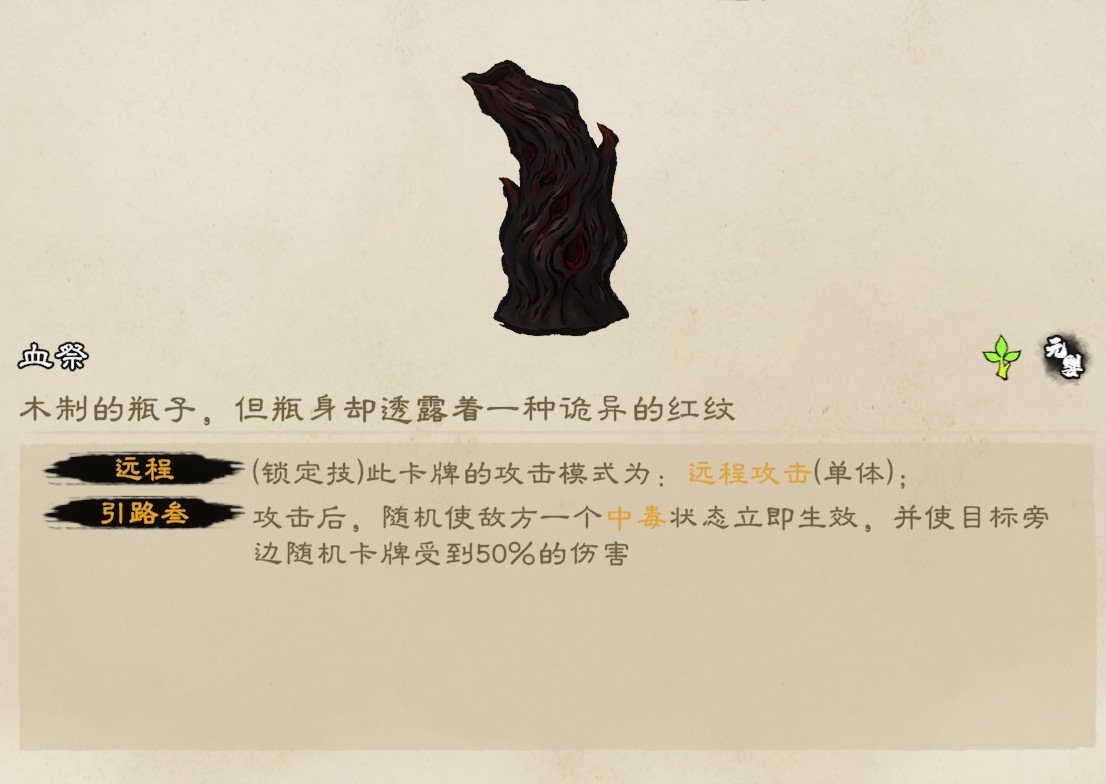 血祭
元婴
木制的瓶子，但瓶身却透露着一种诡异的红纹
远程 (锁定技)此卡牌的攻击模式为：远程攻击(单体)；
引路叁 攻击后，随机使敌方一个中毒状态立即生效，并使目标旁
边随机卡牌受到50%的伤害